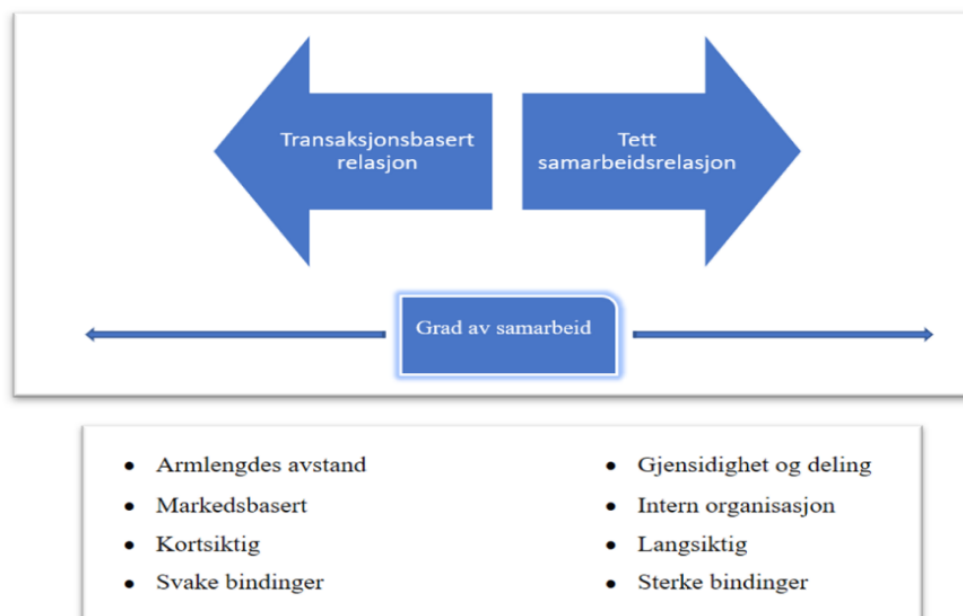 Transaksjonsbasert
relasjon
Tett
samarbeidsrelasjon
Grad av samarbeid
• Armlengdes avstand
• Markedsbasert
• Kortsiktig
• Svake bindinger
• Gjensidighet og deling
• Intern organisasjon
• Langsiktig
• Sterke bindinger